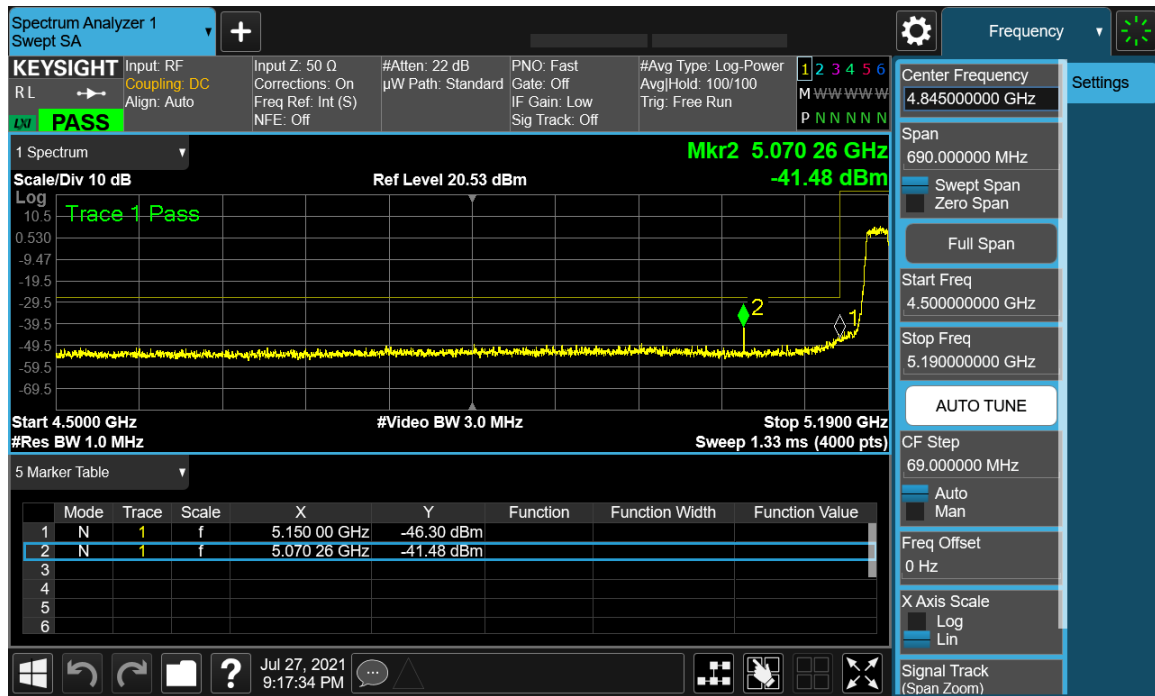 Spectrum Analyzer 1
Swept SA
+
Frequency
KEYSIGHT
RL
LXI
PASS
Input: RF
Coupling: DC
Align: Auto
Input Z: 50 Ω
Corrections: On
Freq Ref: Int (S)
NFE: Off
#Atten: 22 dB
µW Path: Standard
PNO: Fast
Gate: Off
IF Gain: Low
Sig Track: Off
#Avg Type: Log-Power
Avg|Hold: 100/100
Trig: Free Run
1 2 3 4 5 6
M W W W W W
P N N N N N
1 Spectrum
Mkr2 5.070 26 GHz
Scale/Div 10 dB
Ref Level 20.53 dBm
-41.48 dBm
Log
Trace 1 Pass
10.5
0.530
-9.47
-19.5
-29.5
-39.5
-49.5
-59.5
-69.5
2
1
Start 4.5000 GHz
#Video BW 3.0 MHz
Stop 5.1900 GHz
#Res BW 1.0 MHz
Sweep 1.33 ms (4000 pts)
5 Marker Table
Mode Trace Scale X Y Function Function Width Function Value
1 N 1 f 5.150 00 GHz -46.30 dBm
2 N 1 f 5.070 26 GHz -41.48 dBm
3
4
5
6
Center Frequency
4.845000000 GHz
Settings
Span
690.000000 MHz
Swept Span
Zero Span
Full Span
Start Freq
4.500000000 GHz
Stop Freq
5.190000000 GHz
AUTO TUNE
CF Step
69.000000 MHz
Auto
Man
Freq Offset
0 Hz
X Axis Scale
Log
Lin
Signal Track
(Span Zoom)
?
Jul 27, 2021
9:17:34 PM